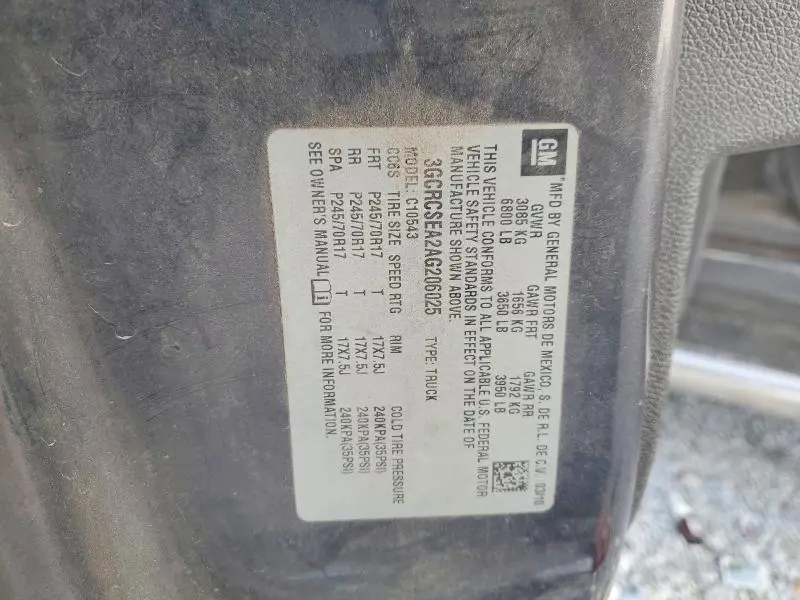 GM
MFD BY GENERAL MOTORS DE MEXICO, S. DE R.L. DE C.V. 03/10
GVWR GAWR FRT GAWR RR
3085 KG 1656 KG 1792 KG
6800 LB 3650 LB 3950 LB
THIS VEHICLE CONFORMS TO ALL APPLICABLE U.S. FEDERAL MOTOR
VEHICLE SAFETY STANDARDS IN EFFECT ON THE DATE OF
MANUFACTURE SHOWN ABOVE.
3GCRCSEA2AG206025 TYPE: TRUCK
MODEL: C10543
CC6S TIRE SIZE SPEED RTG RIM COLD TIRE PRESSURE
FRT P245/70R17 T 17X7.5J 240KPA(35PSI)
RR P245/70R17 T 17X7.5J 240KPA(35PSI)
SPA P245/70R17 T 17X7.5J 240KPA(35PSI)
SEE OWNER'S MANUAL i FOR MORE INFORMATION.